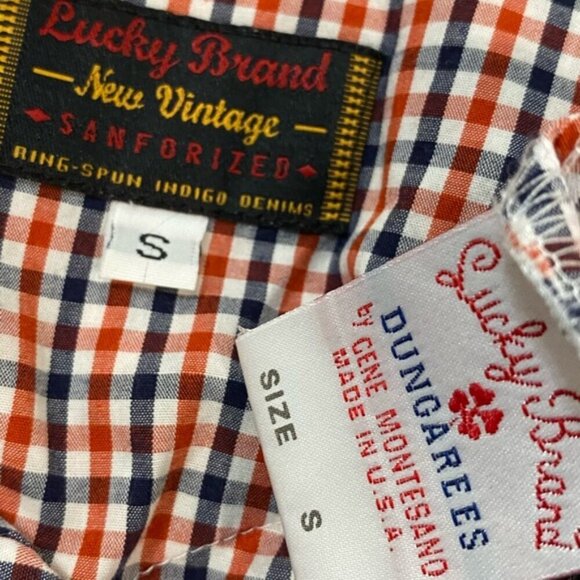 Lucky Brand
New Vintage
SANFORIZED
RING-SPUN INDIGO DENIMS
S
Lucky Brand
DUNGAREES
by GENE MONTESANO
MADE IN U.S.A.
SIZE S